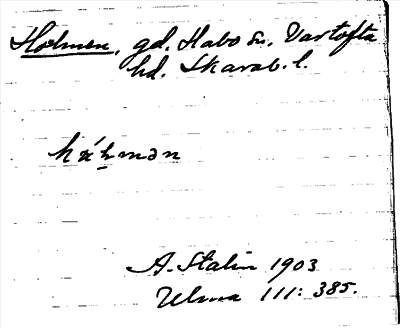 Holmen, gd. Habo sn. Vartofta
hd. Skarab. l.
A. Stalin 1903
Ulma 111: 385.